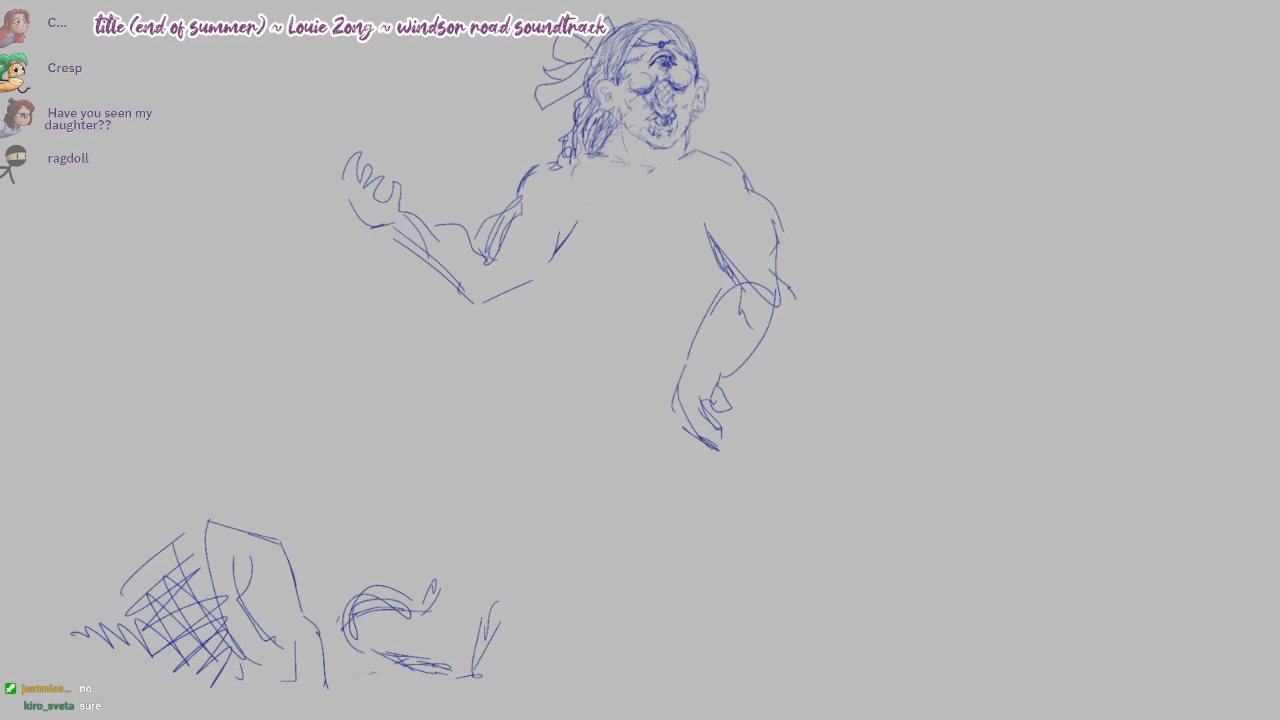 C...
title (end of summer) ~ Louie Zong ~ windsor road soundtrack
Cresp
Have you seen my
daughter??
ragdoll
justmiss... no
kiro_sveta sure